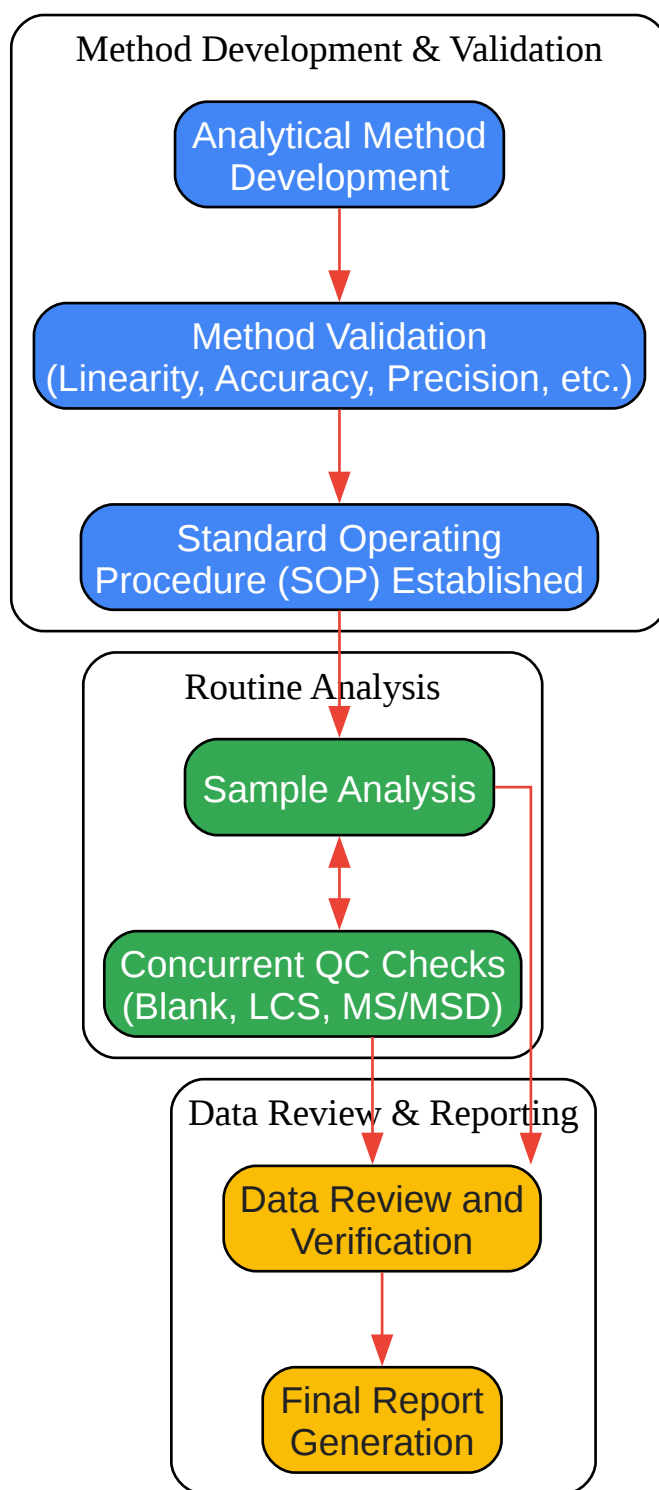 Method Development & Validation
Analytical Method
Development
Method Validation
(Linearity, Accuracy, Precision, etc.)
Standard Operating
Procedure (SOP) Established
Routine Analysis
Sample Analysis
Concurrent QC Checks
(Blank, LCS, MS/MSD)
Data Review & Reporting
Data Review and
Verification
Final Report
Generation